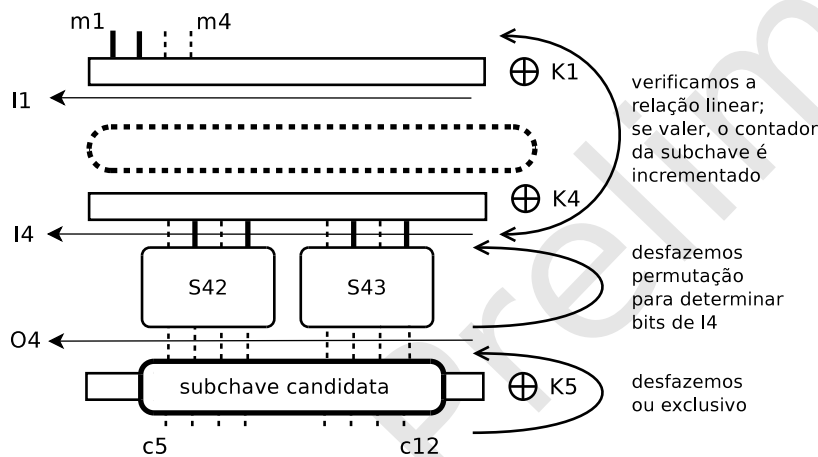 m1 m4
K1
I1
verificamos a
relação linear;
se valer, o contador
da subchave é
incrementado
K4
I4
S42 S43
desfazemos
permutação
para determinar
bits de I4
O4
subchave candidata
K5
desfazemos
ou exclusivo
c5 c12
Prelim